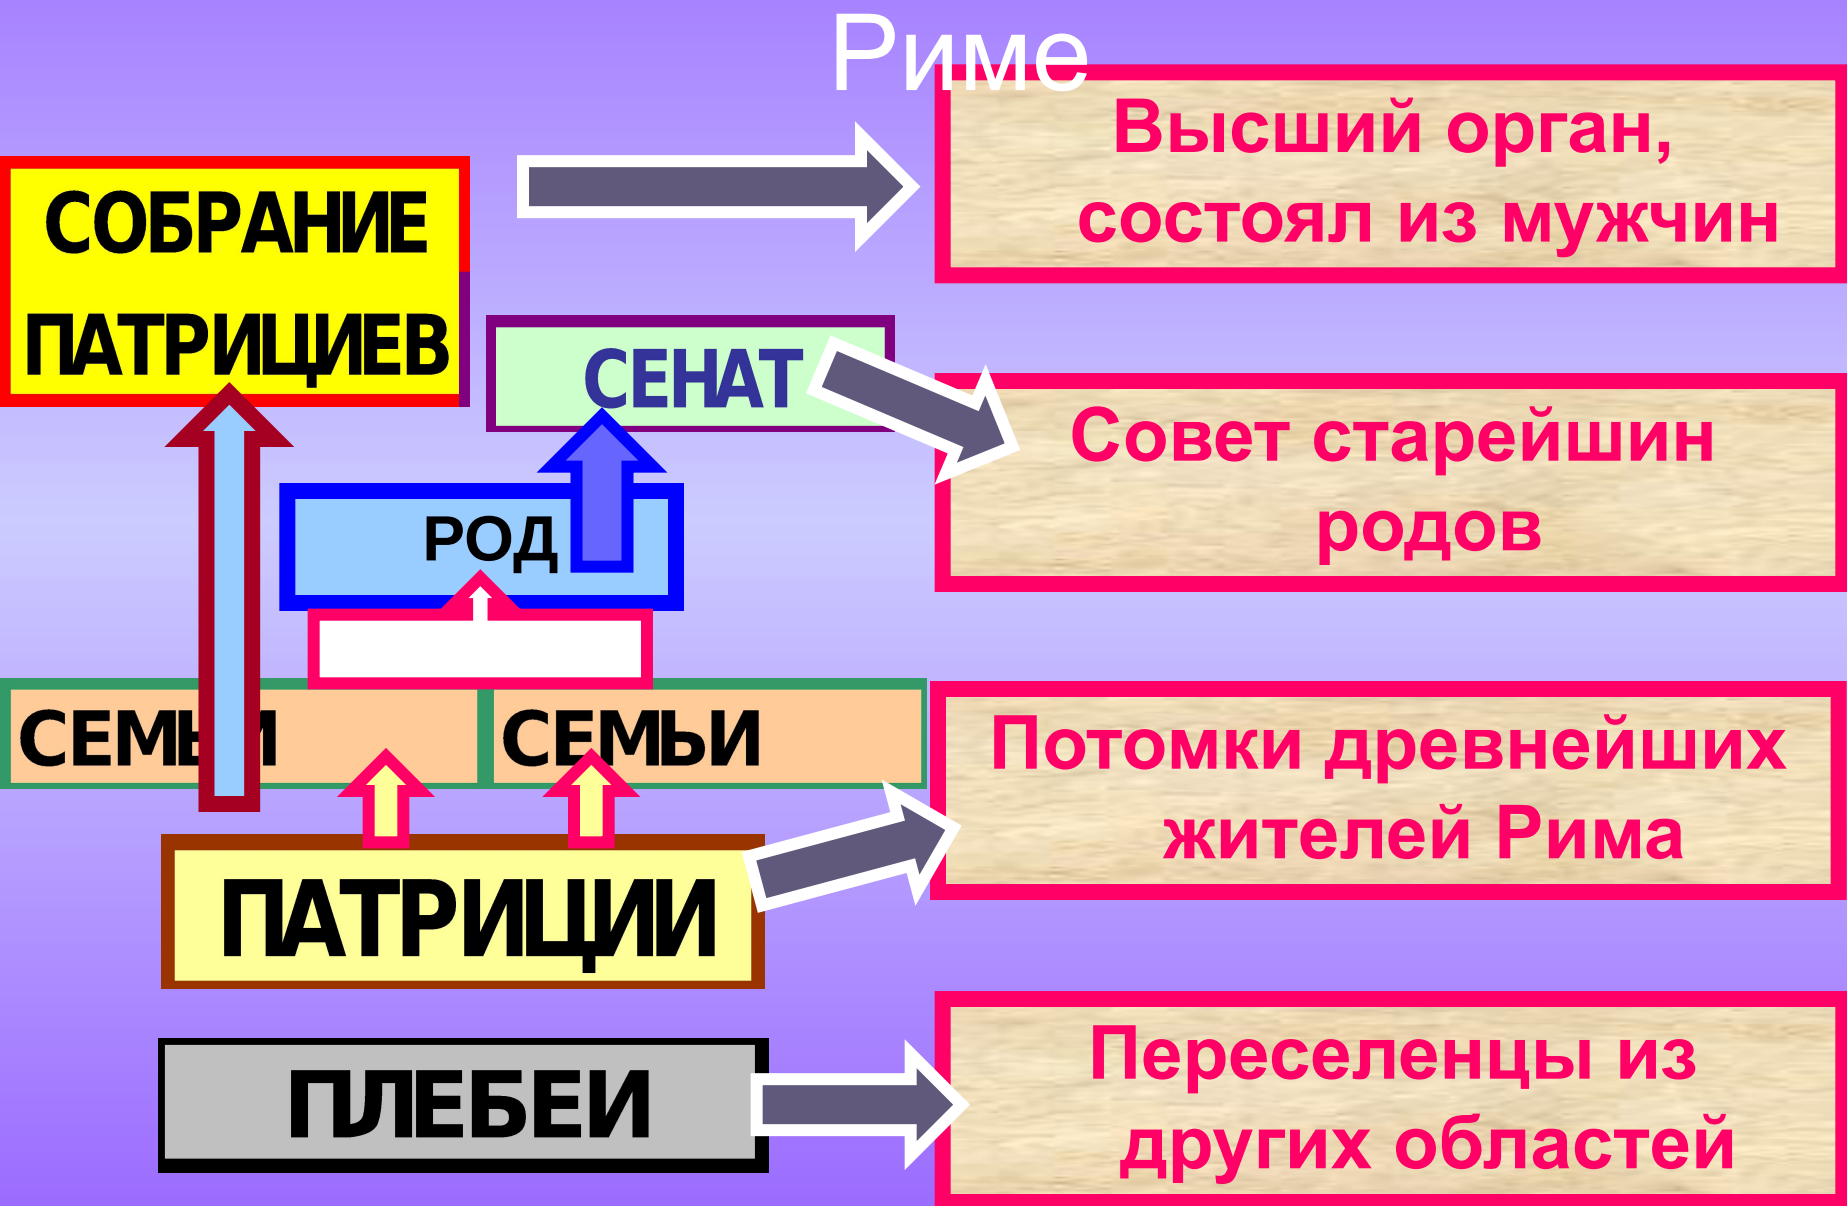 Риме
Высший орган,
состоял из мужчин
СОБРАНИЕ
ПАТРИЦИЕВ
СЕНАТ
Совет старейшин
родов
РОД
СЕМЬИ
СЕМЬИ
Потомки древнейших
жителей Рима
ПАТРИЦИИ
ПЛЕБЕИ
Переселенцы из
других областей